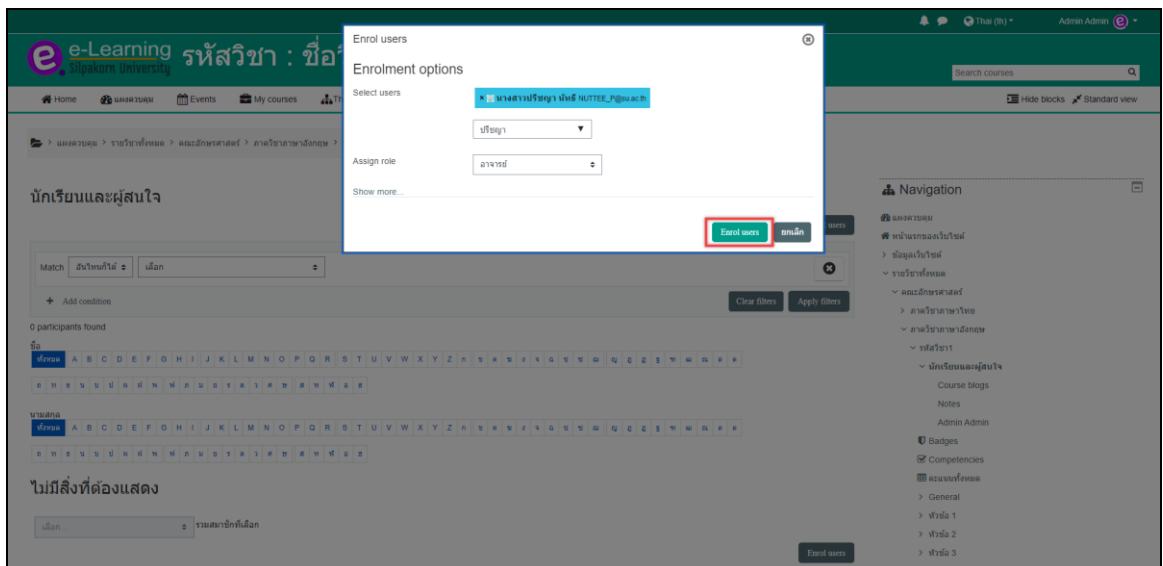 Thai (th)
Admin Admin
e-Learning
Silpakorn University
รหัสวิชา :
Search courses
Home
แผงควบคุม
Events
My courses
Hide blocks
Standard view
แผงควบคุม > รายวิชาทั้งหมด > คณะอักษรศาสตร์ > ภาควิชาภาษาอังกฤษ >
Enrol users
Enrolment options
Select users
× นางสาวปรีชญา นัทธี NUTTEE_P@su.ac.th
ปรีชญา ▼
Assign role
อาจารย์
Show more...
Enrol users
ยกเลิก
นักเรียนและผู้สนใจ
users
Match
อันไหนก็ได้
เลือก
Add condition
Clear filters
Apply filters
0 participants found
ชื่อ
ทั้งหมด A B C D E F G H I J K L M N O P Q R S T U V W X Y Z
นามสกุล
ทั้งหมด A B C D E F G H I J K L M N O P Q R S T U V W X Y Z
ไม่มีสิ่งที่ต้องแสดง
เลือก...
รวมสมาชิกที่เลือก
Enrol users
Navigation
แผงควบคุม
หน้าแรกของเว็บไซต์
ข้อมูลเว็บไซต์
รายวิชาทั้งหมด
คณะอักษรศาสตร์
ภาควิชาภาษาไทย
ภาควิชาภาษาอังกฤษ
รหัสวิชา1
นักเรียนและผู้สนใจ
Course blogs
Notes
Admin Admin
Badges
Competencies
คะแนนทั้งหมด
General
หัวข้อ 1
หัวข้อ 2
หัวข้อ 3